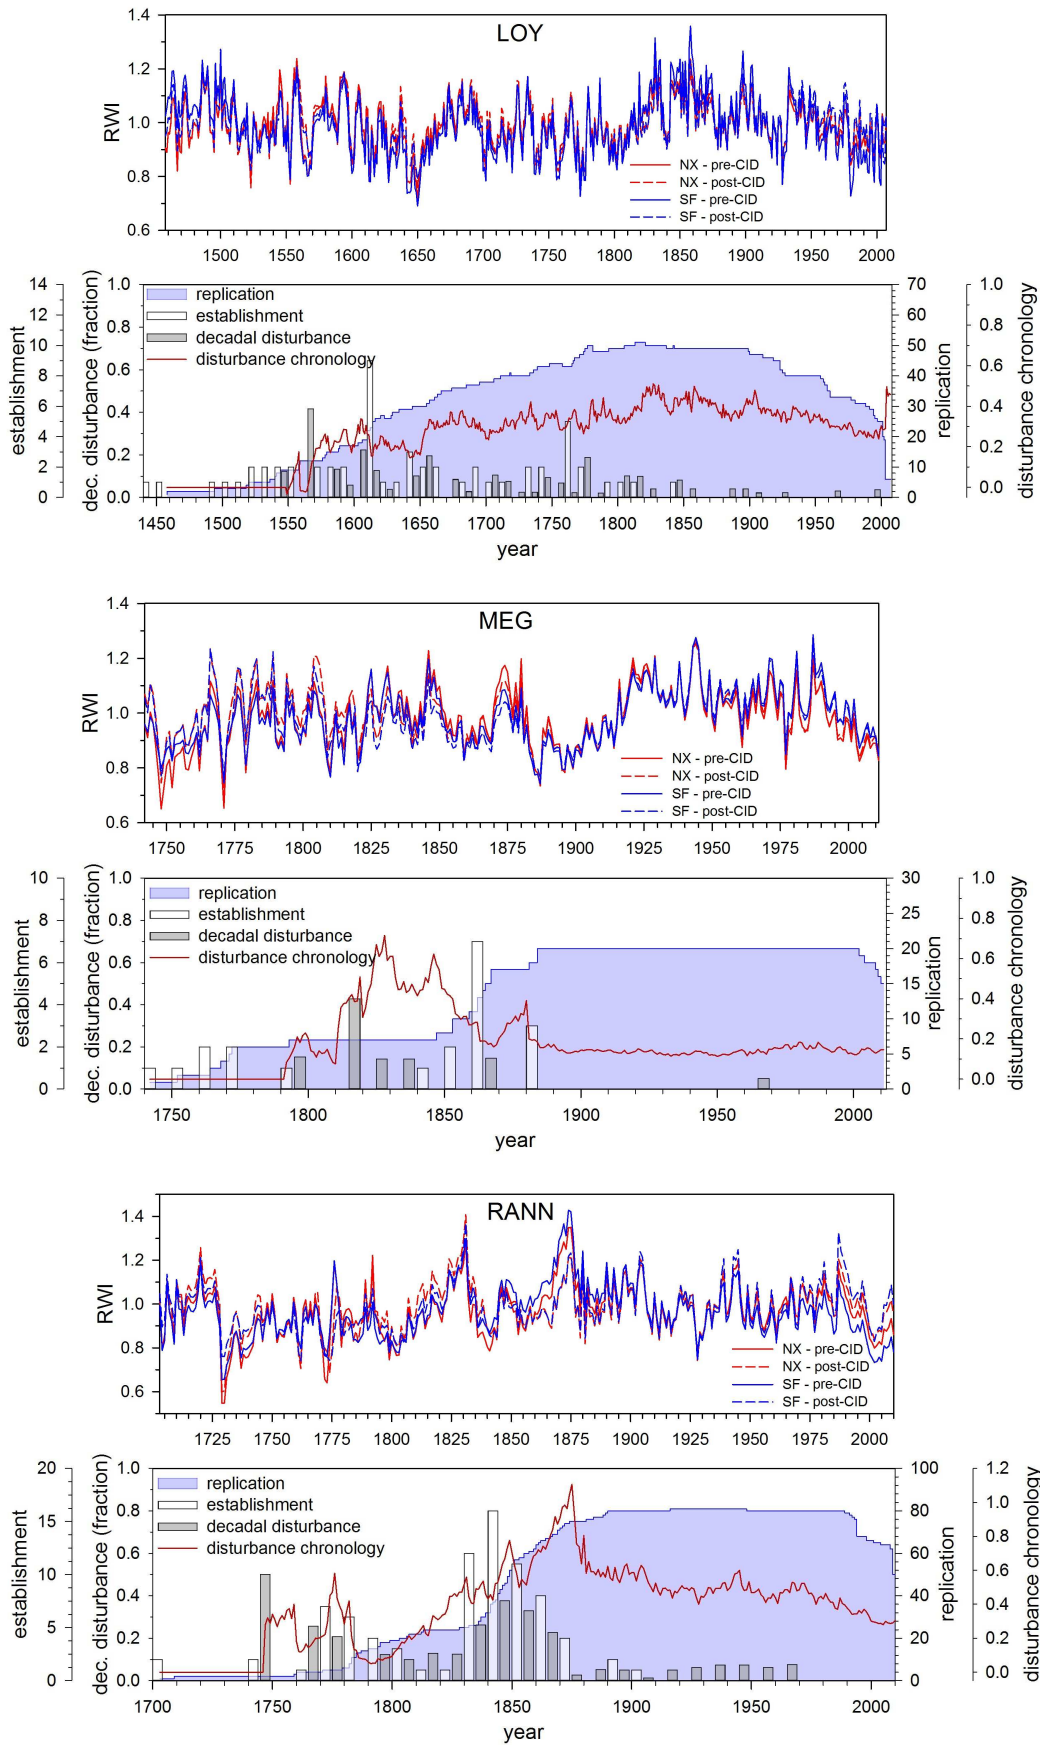 LOY
1.4
1.2
1.0
0.8
0.6
RWI
NX - pre-CID
NX - post-CID
SF - pre-CID
SF - post-CID
1500 1550 1600 1650 1700 1750 1800 1850 1900 1950 2000
14 1.0 70 1.0
12 60
0.8 0.8
10 50
0.6 0.6
8 40
6 30
0.4 0.4
4 20
0.2 0.2
2 10
0 0.0 0 0.0
establishment
dec. disturbance (fraction)
replication
establishment
decadal disturbance
disturbance chronology
replication
disturbance chronology
1450 1500 1550 1600 1650 1700 1750 1800 1850 1900 1950 2000
year
MEG
1.4
1.2
1.0
0.8
0.6
RWI
NX - pre-CID
NX - post-CID
SF - pre-CID
SF - post-CID
1750 1775 1800 1825 1850 1875 1900 1925 1950 1975 2000
10 1.0 30 1.0
25
8 0.8 0.8
20
6 0.6 0.6
15
4 0.4 0.4
10
2 0.2 0.2
5
0 0.0 0 0.0
establishment
dec. disturbance (fraction)
replication
establishment
decadal disturbance
disturbance chronology
replication
disturbance chronology
1750 1800 1850 1900 1950 2000
year
RANN
1.4
1.2
1.0
0.8
0.6
RWI
NX - pre-CID
NX - post-CID
SF - pre-CID
SF - post-CID
1725 1750 1775 1800 1825 1850 1875 1900 1925 1950 1975 2000
20 1.0 100 1.2
1.0
15 0.8 80
0.8
0.6 60
10 0.6
0.4 40
0.4
5 0.2 20
0.2
0 0.0 0 0.0
establishment
dec. disturbance (fraction)
replication
establishment
decadal disturbance
disturbance chronology
replication
disturbance chronology
1700 1750 1800 1850 1900 1950 2000
year